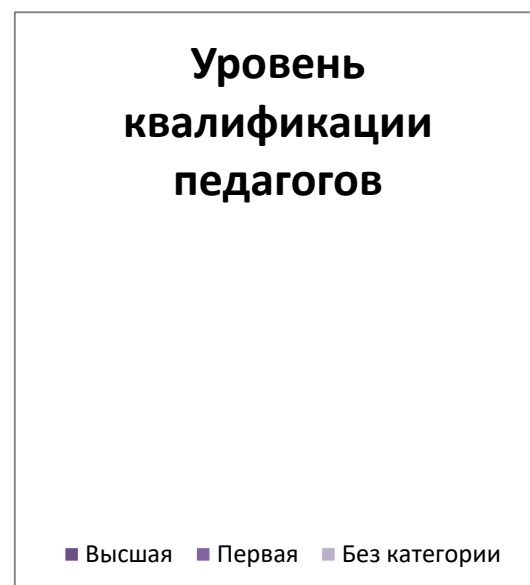 Уровень
квалификации
педагогов
Высшая Первая Без категории